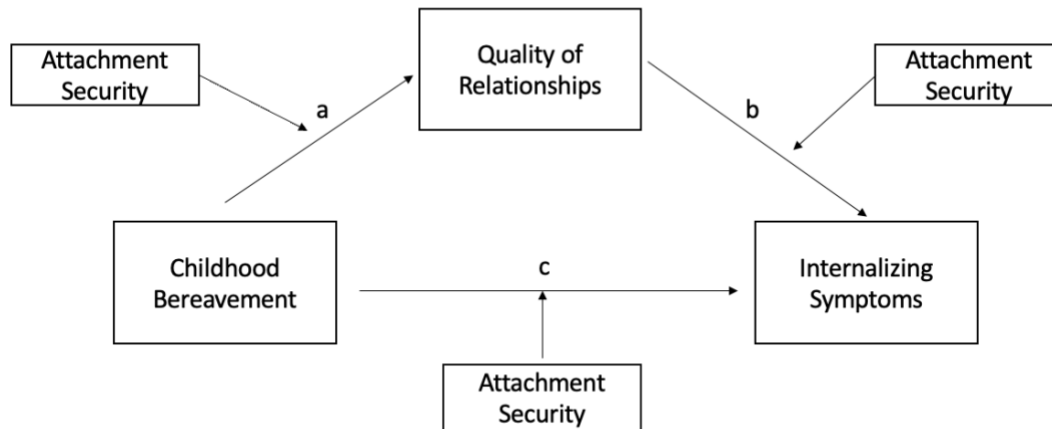 Attachment
Security
Quality of
Relationships
Attachment
Security
a
b
Childhood
Bereavement
c
Internalizing
Symptoms
Attachment
Security